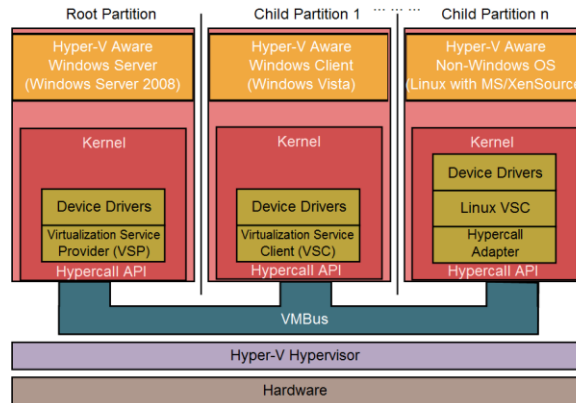 Root Partition
Child Partition 1
... ... ...
Child Partition n
Hyper-V Aware
Windows Server
(Windows Server 2008)
Hyper-V Aware
Windows Client
(Windows Vista)
Hyper-V Aware
Non-Windows OS
(Linux with MS/XenSource
Kernel
Device Drivers
Virtualization Service
Provider (VSP)
Hypercall API
Kernel
Device Drivers
Virtualization Service
Client (VSC)
Hypercall API
Kernel
Device Drivers
Linux VSC
Hypercall
Adapter
Hypercall API
VMBus
Hyper-V Hypervisor
Hardware